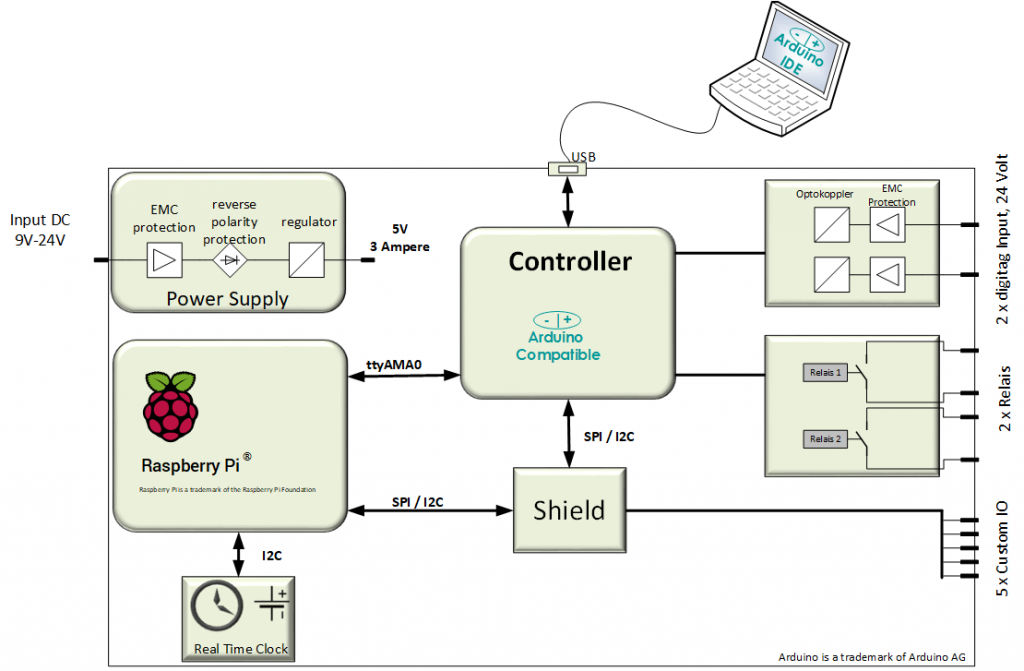 Arduino
IDE
USB
Input DC
9V-24V
EMC
protection
reverse
polarity
protection
regulator
Power Supply
5V
3 Ampere
Controller
- +
Arduino
Compatible
Optokoppler
EMC
Protection
2 x digitag Input, 24 Volt
ttyAMA0
Relais 1
Relais 2
2 x Relais
Raspberry Pi ®
Raspberry Pi is a trademark of the Raspberry Pi Foundation
SPI / I2C
SPI / I2C
Shield
5 x Custom IO
I2C
+
Real Time Clock
Arduino is a trademark of Arduino AG